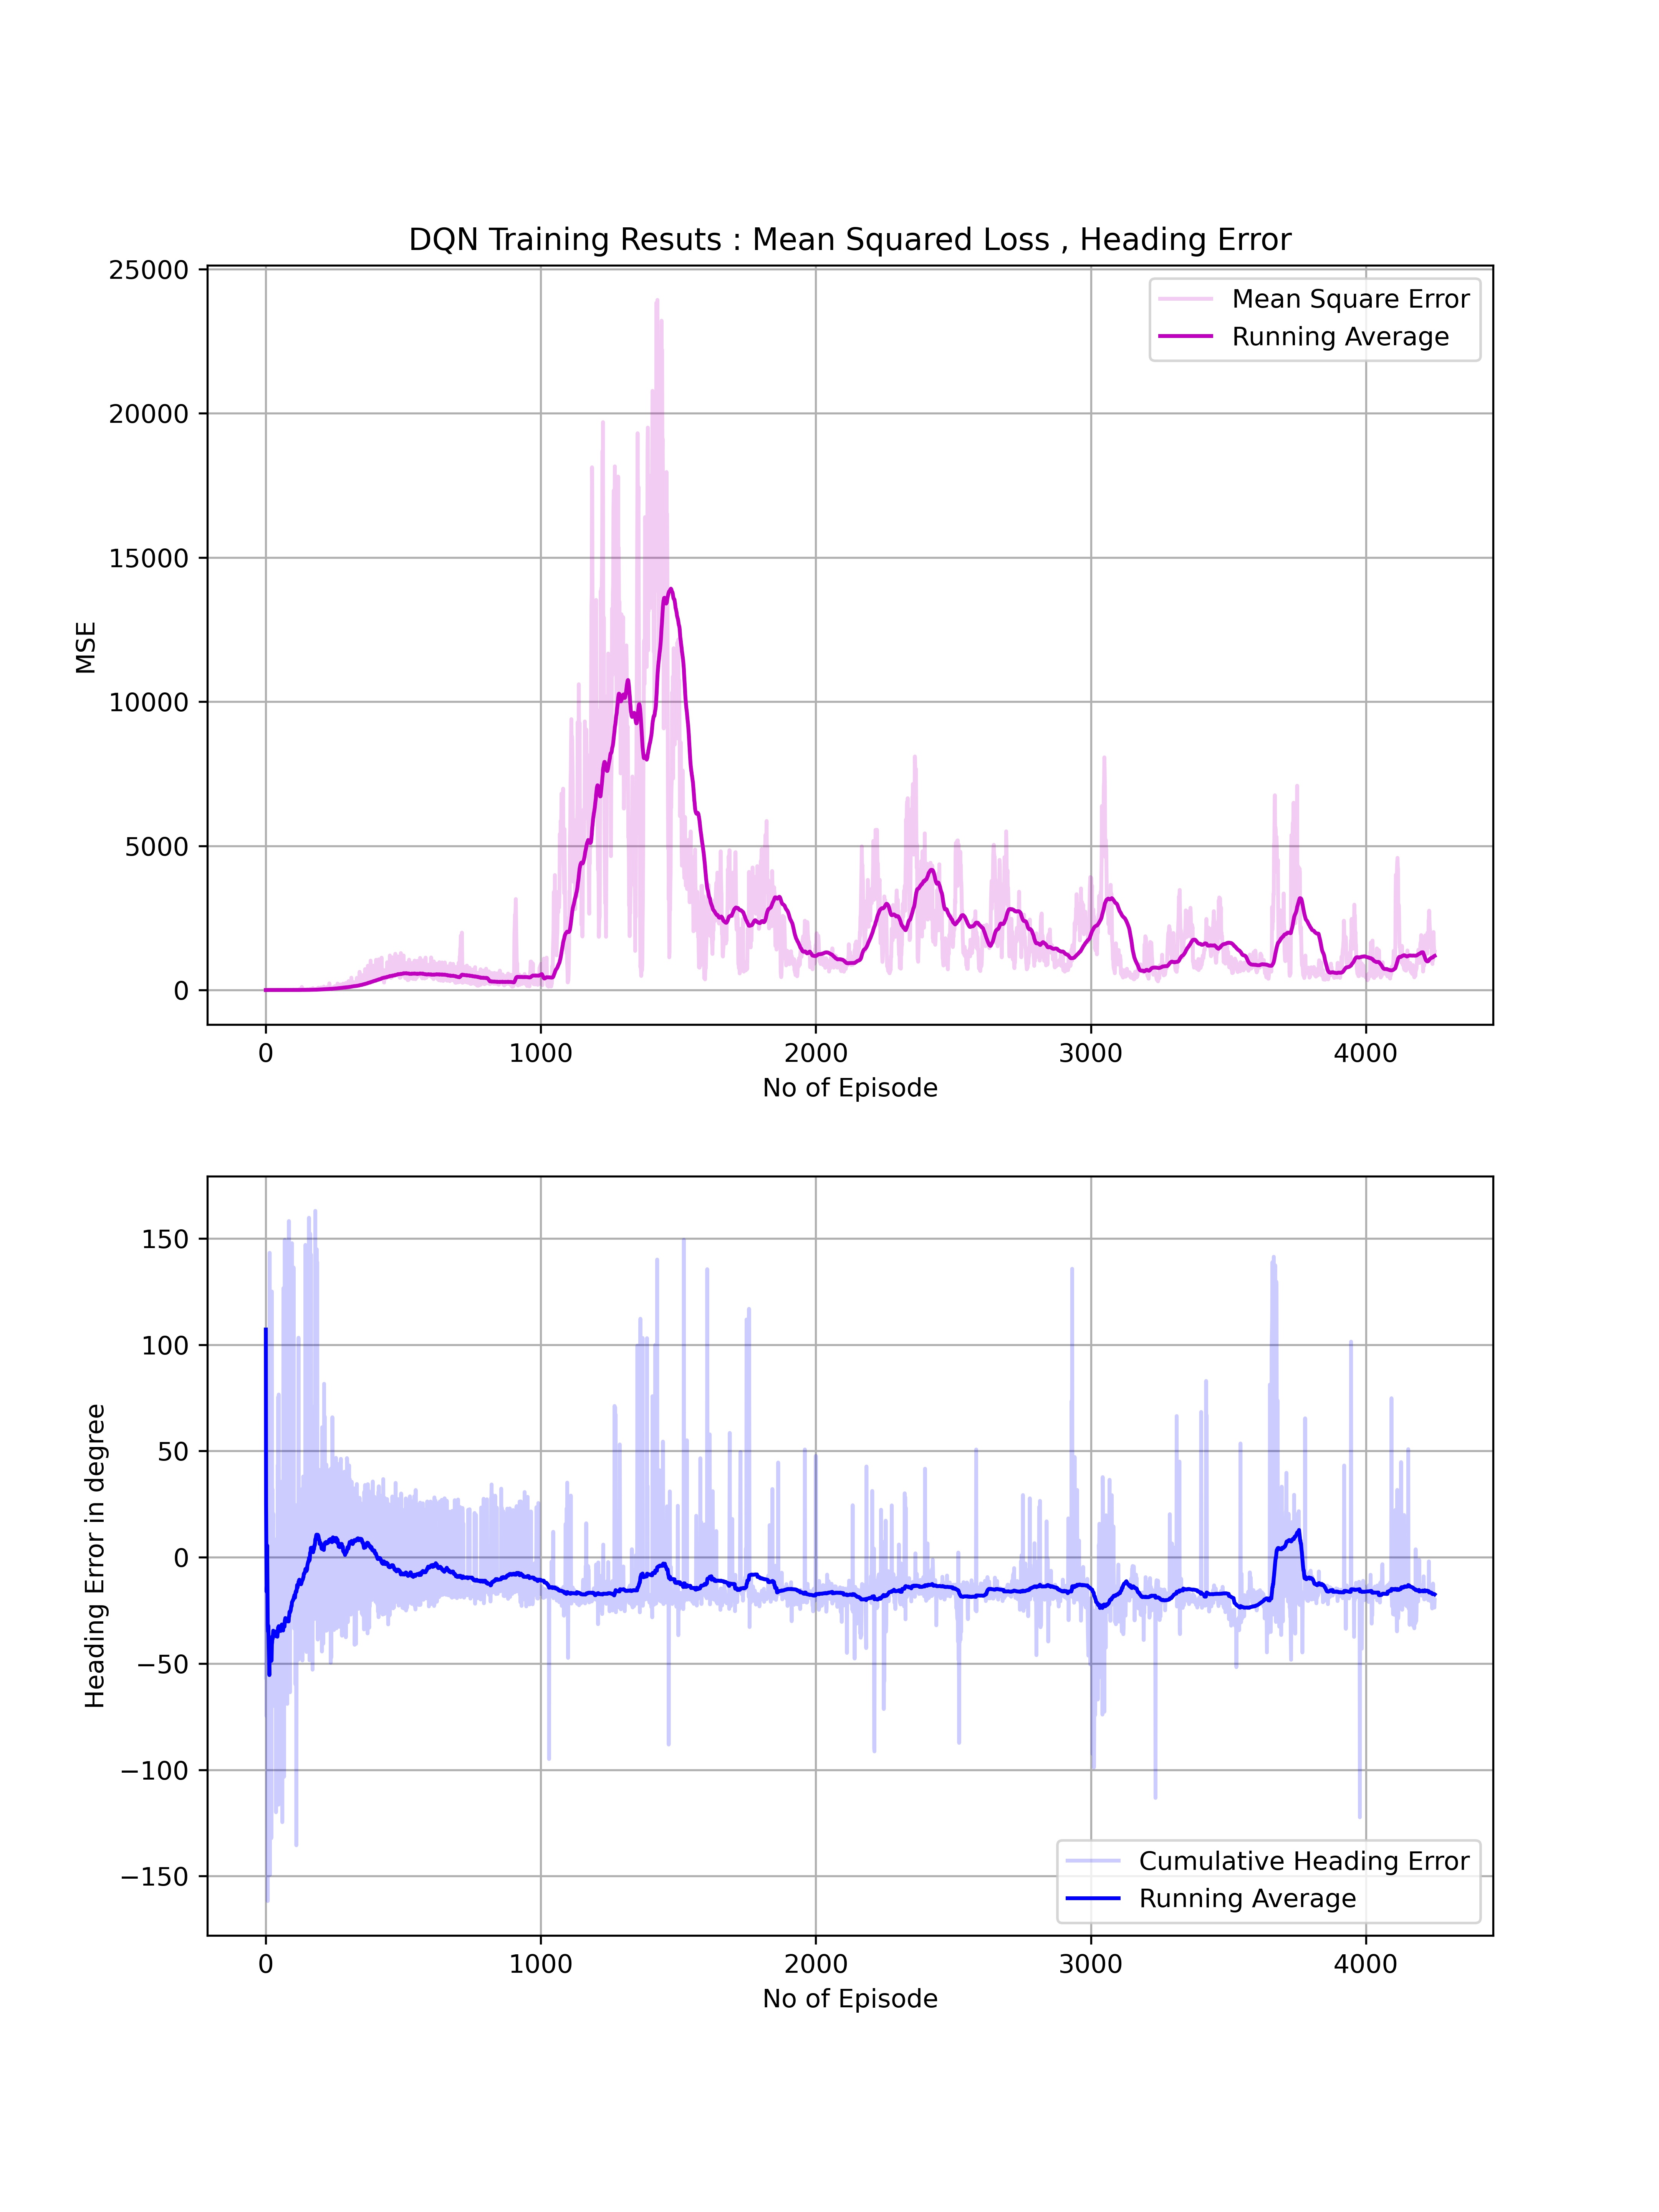 DQN Training Resuts : Mean Squared Loss , Heading Error
25000
20000
15000
10000
5000
0
MSE
Mean Square Error
Running Average
0 1000 2000 3000 4000
No of Episode
150
100
50
0
−50
−100
−150
Heading Error in degree
Cumulative Heading Error
Running Average
0 1000 2000 3000 4000
No of Episode